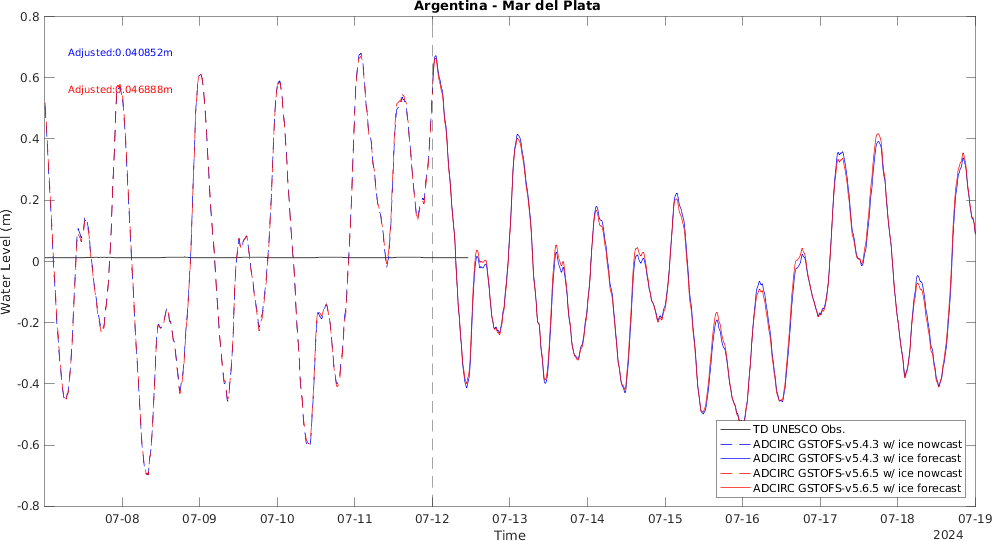 Argentina - Mar del Plata
Adjusted:0.040852m
Adjusted:0.046888m
Water Level (m)
0.8
0.6
0.4
0.2
0
-0.2
-0.4
-0.6
-0.8
TD UNESCO Obs.
ADCIRC GSTOFS-v5.4.3 w/ ice nowcast
ADCIRC GSTOFS-v5.4.3 w/ ice forecast
ADCIRC GSTOFS-v5.6.5 w/ ice nowcast
ADCIRC GSTOFS-v5.6.5 w/ ice forecast
07-08 07-09 07-10 07-11 07-12 07-13 07-14 07-15 07-16 07-17 07-18 07-19
Time
2024